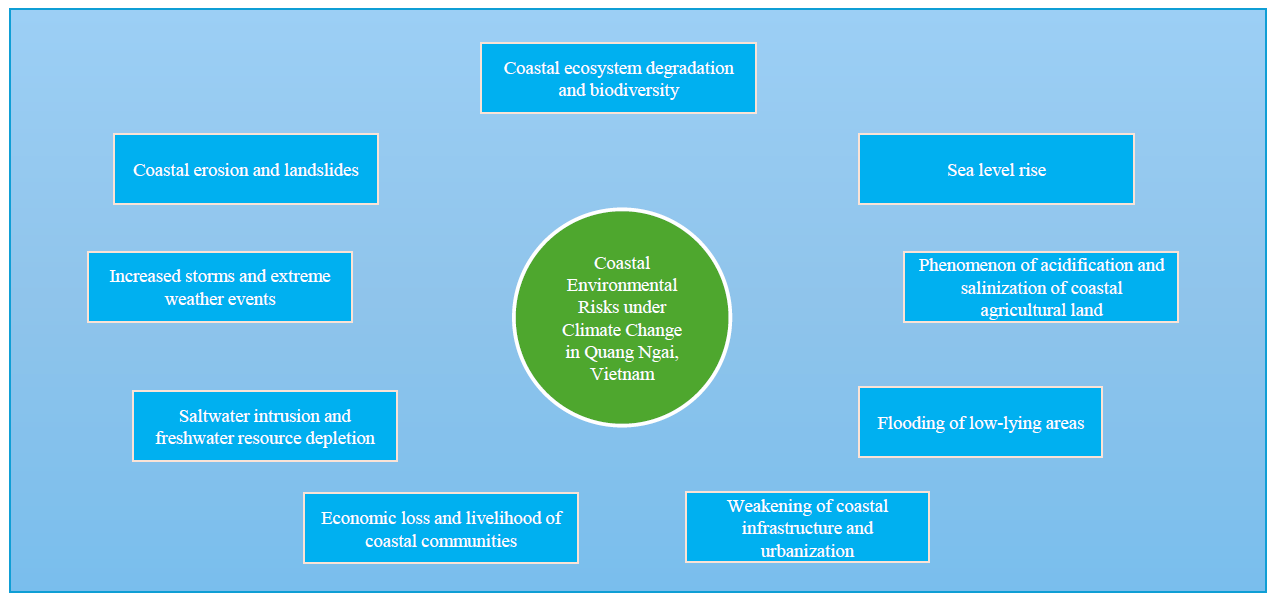 Coastal ecosystem degradation
and biodiversity
Coastal erosion and landslides
Sea level rise
Increased storms and extreme
weather events
Coastal
Environmental
Risks under
Climate Change
in Quang Ngai,
Vietnam
Phenomenon of acidification and
salinization of coastal
agricultural land
Saltwater intrusion and
freshwater resource depletion
Flooding of low-lying areas
Economic loss and livelihood of
coastal communities
Weakening of coastal
infrastructure and
urbanization